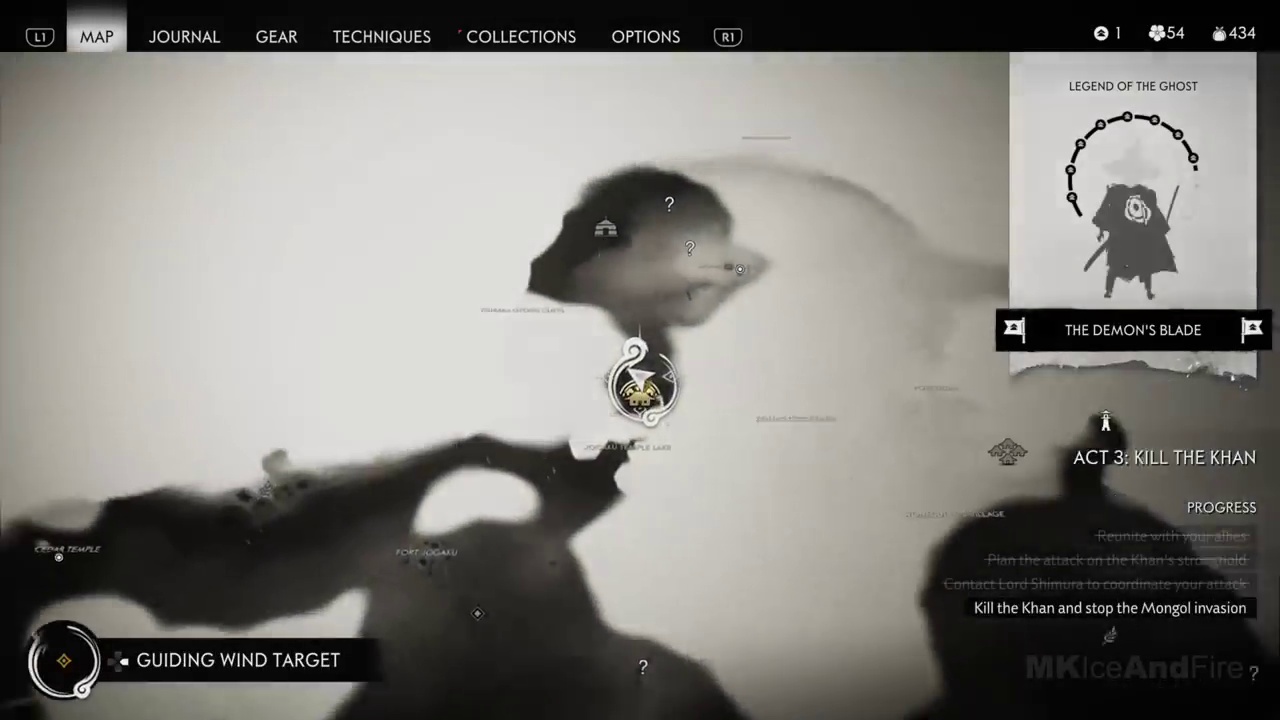 L1 MAP JOURNAL GEAR TECHNIQUES COLLECTIONS OPTIONS R1 1 54 434
LEGEND OF THE GHOST
THE DEMON'S BLADE
ACT 3: KILL THE KHAN
PROGRESS
Reunite with your allies
Plan the attack on the Khan's stronghold
Contact Lord Shimura to coordinate your attack
Kill the Khan and stop the Mongol invasion
?
?
JOGAKU TEMPLE LAKE
CEDAR TEMPLE
FORT JOGAKU
GUIDING WIND TARGET
?
MKIceAndFire
?